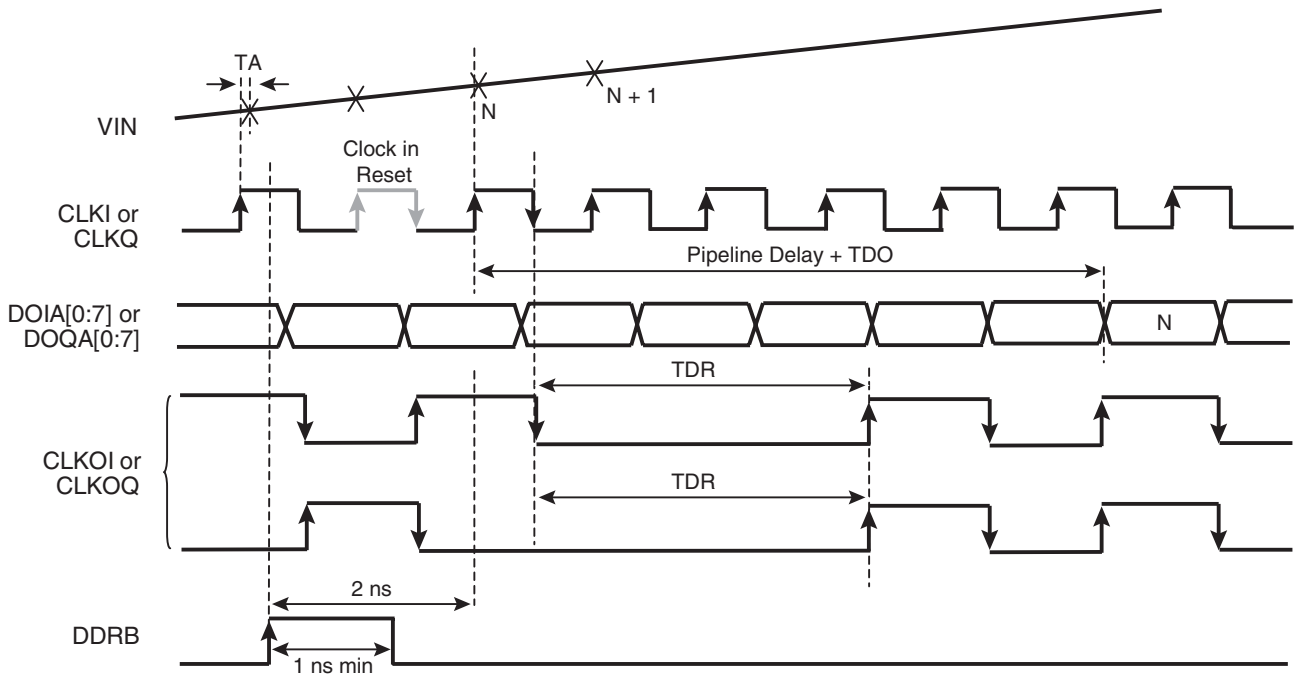 TA
VIN
N
N + 1
Clock in
Reset
CLKI or
CLKQ
Pipeline Delay + TDO
DOIA[0:7] or
DOQA[0:7]
N
TDR
CLKOI or
CLKOQ
TDR
2 ns
DDRB
1 ns min